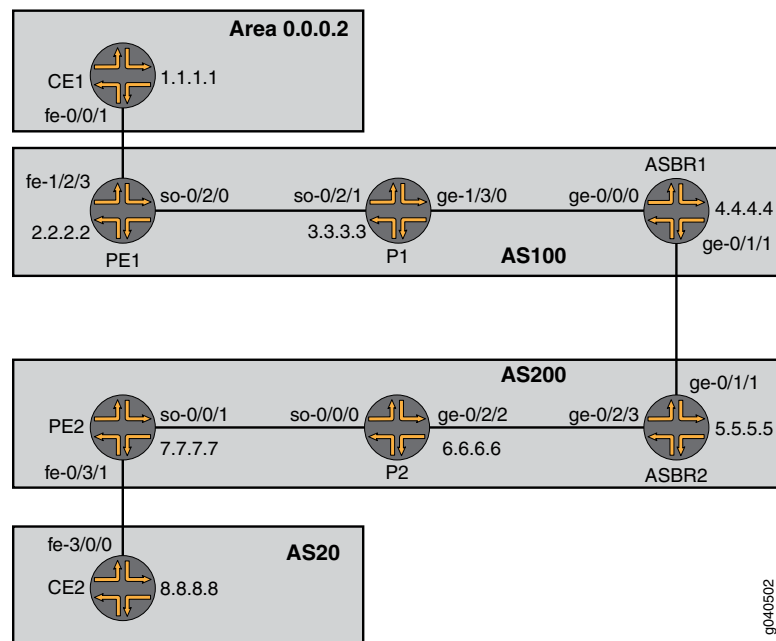 Area 0.0.0.2
CE1
1.1.1.1
fe-0/0/1
ASBR1
fe-1/2/3
so-0/2/0
so-0/2/1
ge-1/3/0
ge-0/0/0
4.4.4.4
2.2.2.2
3.3.3.3
ge-0/1/1
PE1
P1
AS100
AS200
ge-0/1/1
PE2
so-0/0/1
so-0/0/0
ge-0/2/2
ge-0/2/3
5.5.5.5
7.7.7.7
6.6.6.6
fe-0/3/1
P2
ASBR2
fe-3/0/0
AS20
CE2
8.8.8.8
g040502